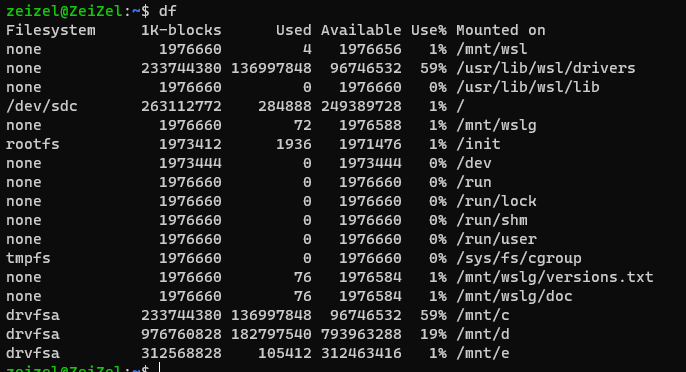 zeizel@ZeiZel:~$ df
Filesystem     1K-blocks      Used Available Use% Mounted on
none             1976660         4   1976656   1% /mnt/wsl
none           233744380 136997848  96746532  59% /usr/lib/wsl/drivers
none             1976660         0   1976660   0% /usr/lib/wsl/lib
/dev/sdc       263112772    284888 249389728   1% /
none             1976660        72   1976588   1% /mnt/wslg
rootfs           1973412      1936   1971476   1% /init
none             1973444         0   1973444   0% /dev
none             1976660         0   1976660   0% /run
none             1976660         0   1976660   0% /run/lock
none             1976660         0   1976660   0% /run/shm
none             1976660         0   1976660   0% /run/user
tmpfs            1976660         0   1976660   0% /sys/fs/cgroup
none             1976660        76   1976584   1% /mnt/wslg/versions.txt
none             1976660        76   1976584   1% /mnt/wslg/doc
drvfsa         233744380 136997848  96746532  59% /mnt/c
drvfsa         976760828 182797540 793963288  19% /mnt/d
drvfsa         312568828    105412 312463416   1% /mnt/e
zeizel@ZeiZel:~$